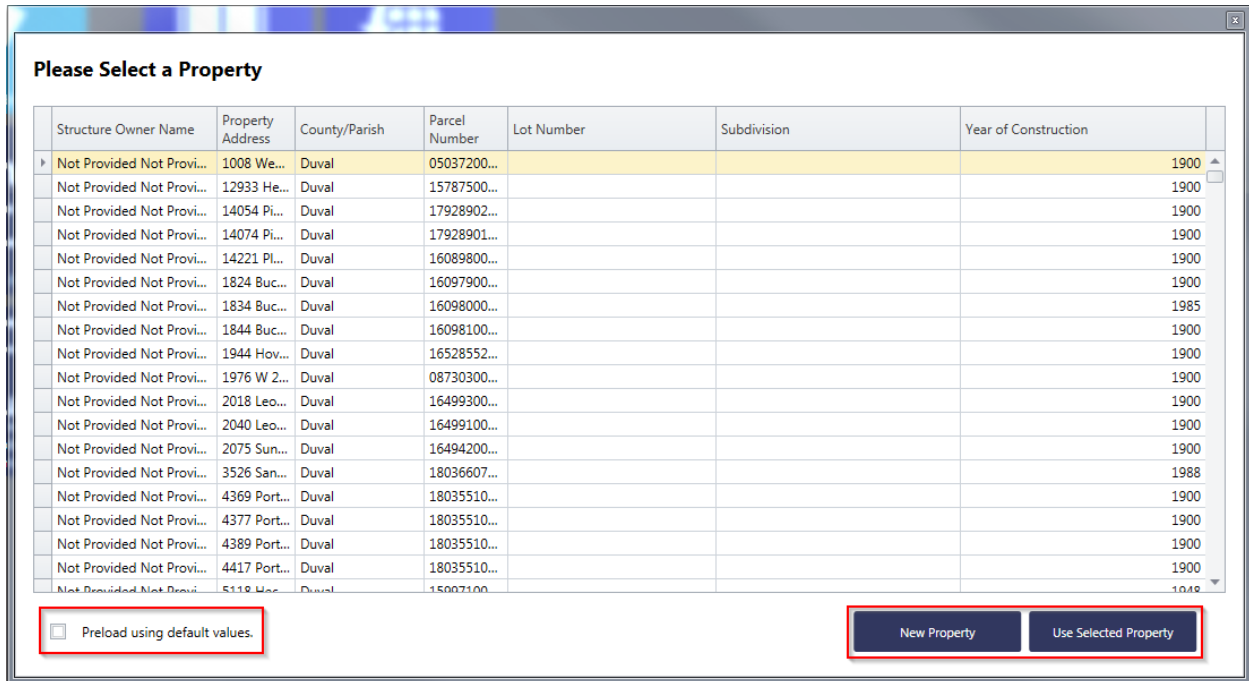 Please Select a Property
Structure Owner Name Property Address County/Parish Parcel Number Lot Number Subdivision Year of Construction
Not Provided Not Provi... 1008 We... Duval 05037200... 1900
Not Provided Not Provi... 12933 He... Duval 15787500... 1900
Not Provided Not Provi... 14054 Pi... Duval 17928902... 1900
Not Provided Not Provi... 14074 Pi... Duval 17928901... 1900
Not Provided Not Provi... 14221 Pl... Duval 16089800... 1900
Not Provided Not Provi... 1824 Buc... Duval 16097900... 1900
Not Provided Not Provi... 1834 Buc... Duval 16098000... 1985
Not Provided Not Provi... 1844 Buc... Duval 16098100... 1900
Not Provided Not Provi... 1944 Hov... Duval 16528552... 1900
Not Provided Not Provi... 1976 W 2... Duval 08730300... 1900
Not Provided Not Provi... 2018 Leo... Duval 16499300... 1900
Not Provided Not Provi... 2040 Leo... Duval 16499100... 1900
Not Provided Not Provi... 2075 Sun... Duval 16494200... 1900
Not Provided Not Provi... 3526 San... Duval 18036607... 1988
Not Provided Not Provi... 4369 Port... Duval 18035510... 1900
Not Provided Not Provi... 4377 Port... Duval 18035510... 1900
Not Provided Not Provi... 4389 Port... Duval 18035510... 1900
Not Provided Not Provi... 4417 Port... Duval 18035510... 1900
Not Provided Not Provi... 5118 Hec... Duval 15997100... 1948
Preload using default values. New Property Use Selected Property